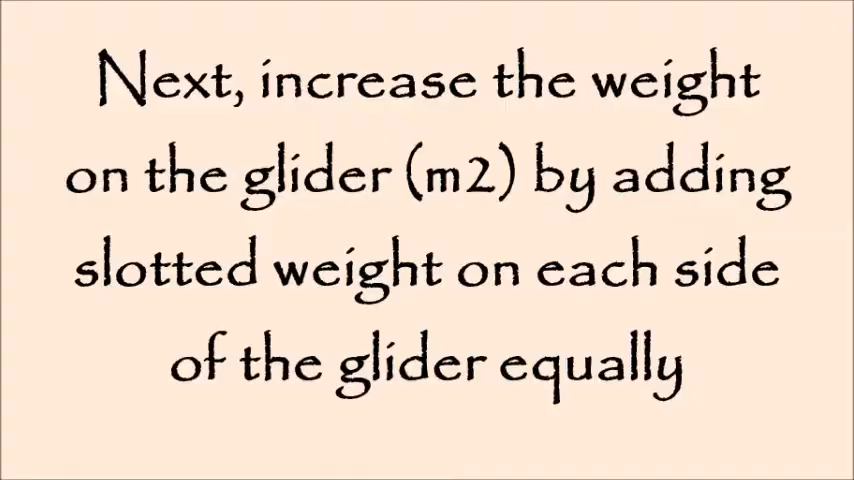 Next, increase the weight
on the glider (m2) by adding
slotted weight on each side
of the glider equally